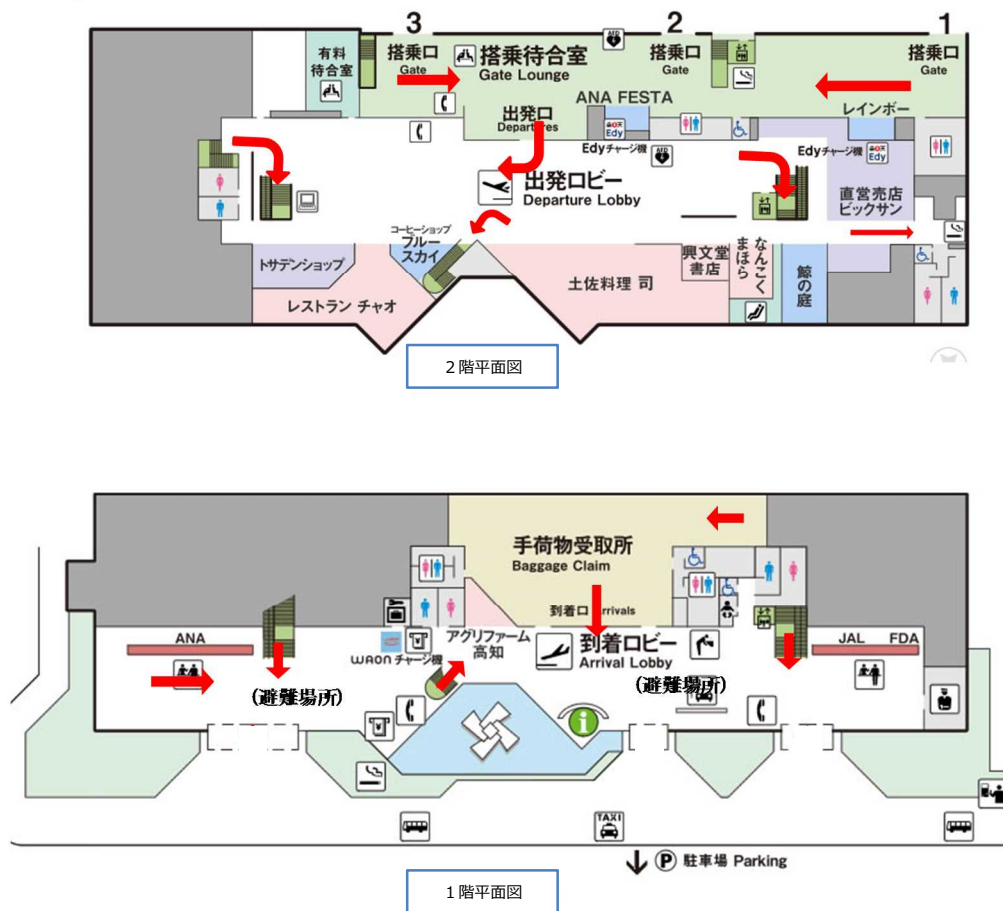 3
搭乗口
Gate
搭乗待合室
Gate Lounge
AED
2
搭乗口
Gate
1
搭乗口
Gate
有料
待合室
出発口
Departures
ANA FESTA
レインボー
Edy
Edyチャージ機
AED
Edyチャージ機
Edy
出発ロビー
Departure Lobby
直営売店
ビックサン
コーヒーショップ
ブルー
スカイ
トサデンショップ
レストラン チャオ
土佐料理 司
興文堂
書店
なんこく
まほら
鯨の庭
2階平面図
手荷物受取所
Baggage Claim
到着口 Arrivals
ANA
WAON チャージ機
アグリファーム
高知
到着ロビー
Arrival Lobby
JAL
FDA
(避難場所)
(避難場所)
i
TAXI
P 駐車場 Parking
1階平面図